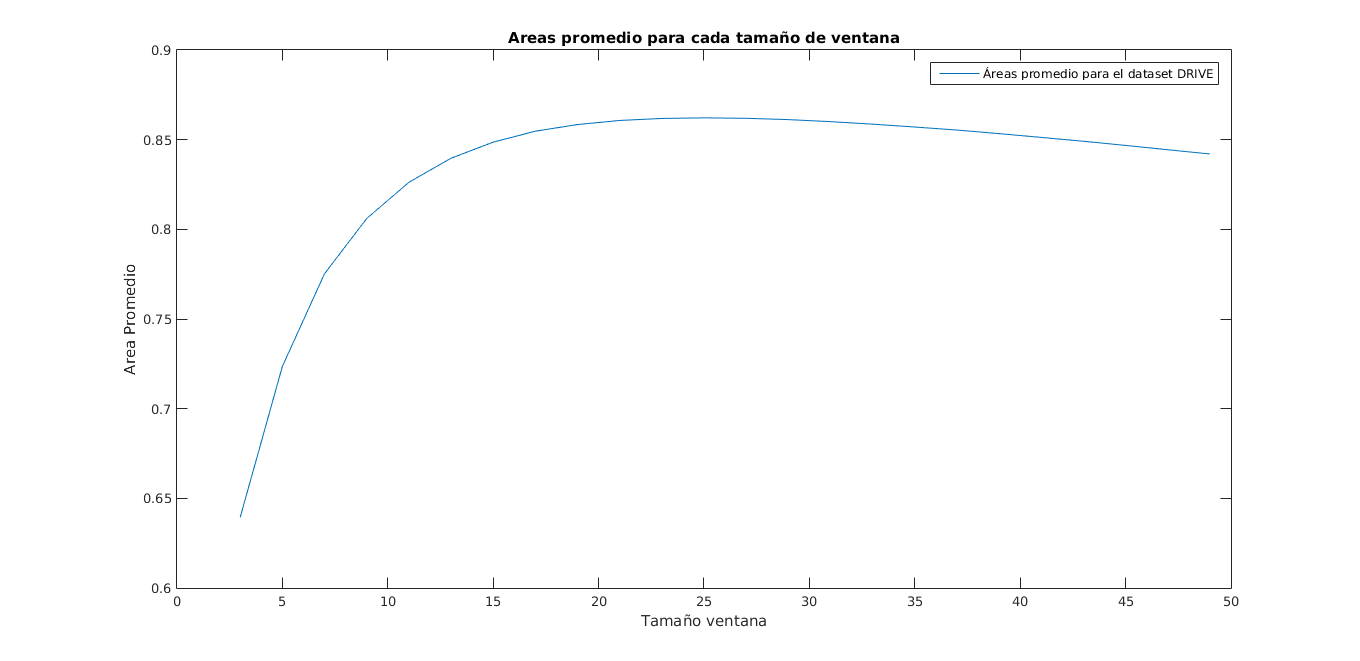 Areas promedio para cada tamaño de ventana
Áreas promedio para el dataset DRIVE
0.9
0.85
0.8
0.75
0.7
0.65
0.6
Area Promedio
0 5 10 15 20 25 30 35 40 45 50
Tamaño ventana